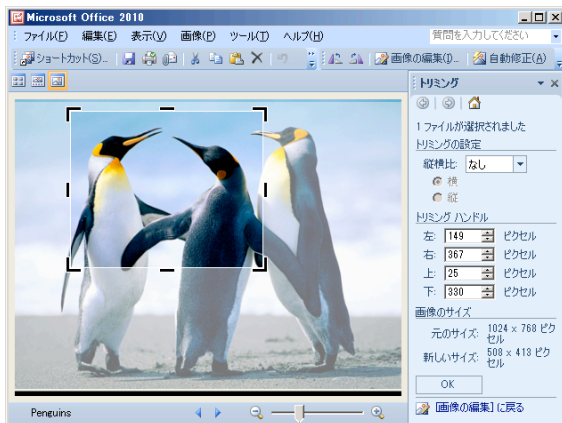 Microsoft Office 2010
ファイル(F) 編集(E) 表示(V) 画像(P) ツール(T) ヘルプ(H) 質問を入力してください
ショートカット(S)... 画像の編集(D)... 自動修正(A)
トリミング
1 ファイルが選択されました
トリミングの設定
縦横比: なし
横
縦
トリミング ハンドル
左: 149 ピクセル
右: 367 ピクセル
上: 25 ピクセル
下: 330 ピクセル
画像のサイズ
元のサイズ: 1024 x 768 ピク
セル
新しいサイズ: 508 x 413 ピク
セル
OK
[画像の編集] に戻る
Penguins